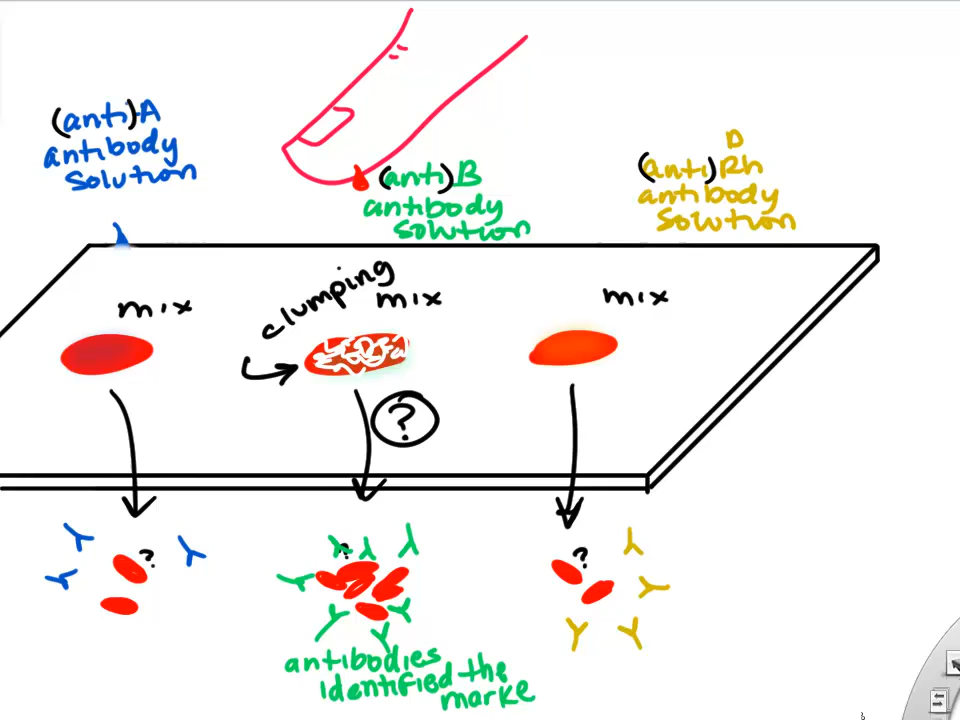 (anti)A
antibody
solution
(anti)B
antibody
solution
D
(anti)Rh
antibody
solution
mix
clumping
mix
mix
?
?
?
?
antibodies
identified the
marke